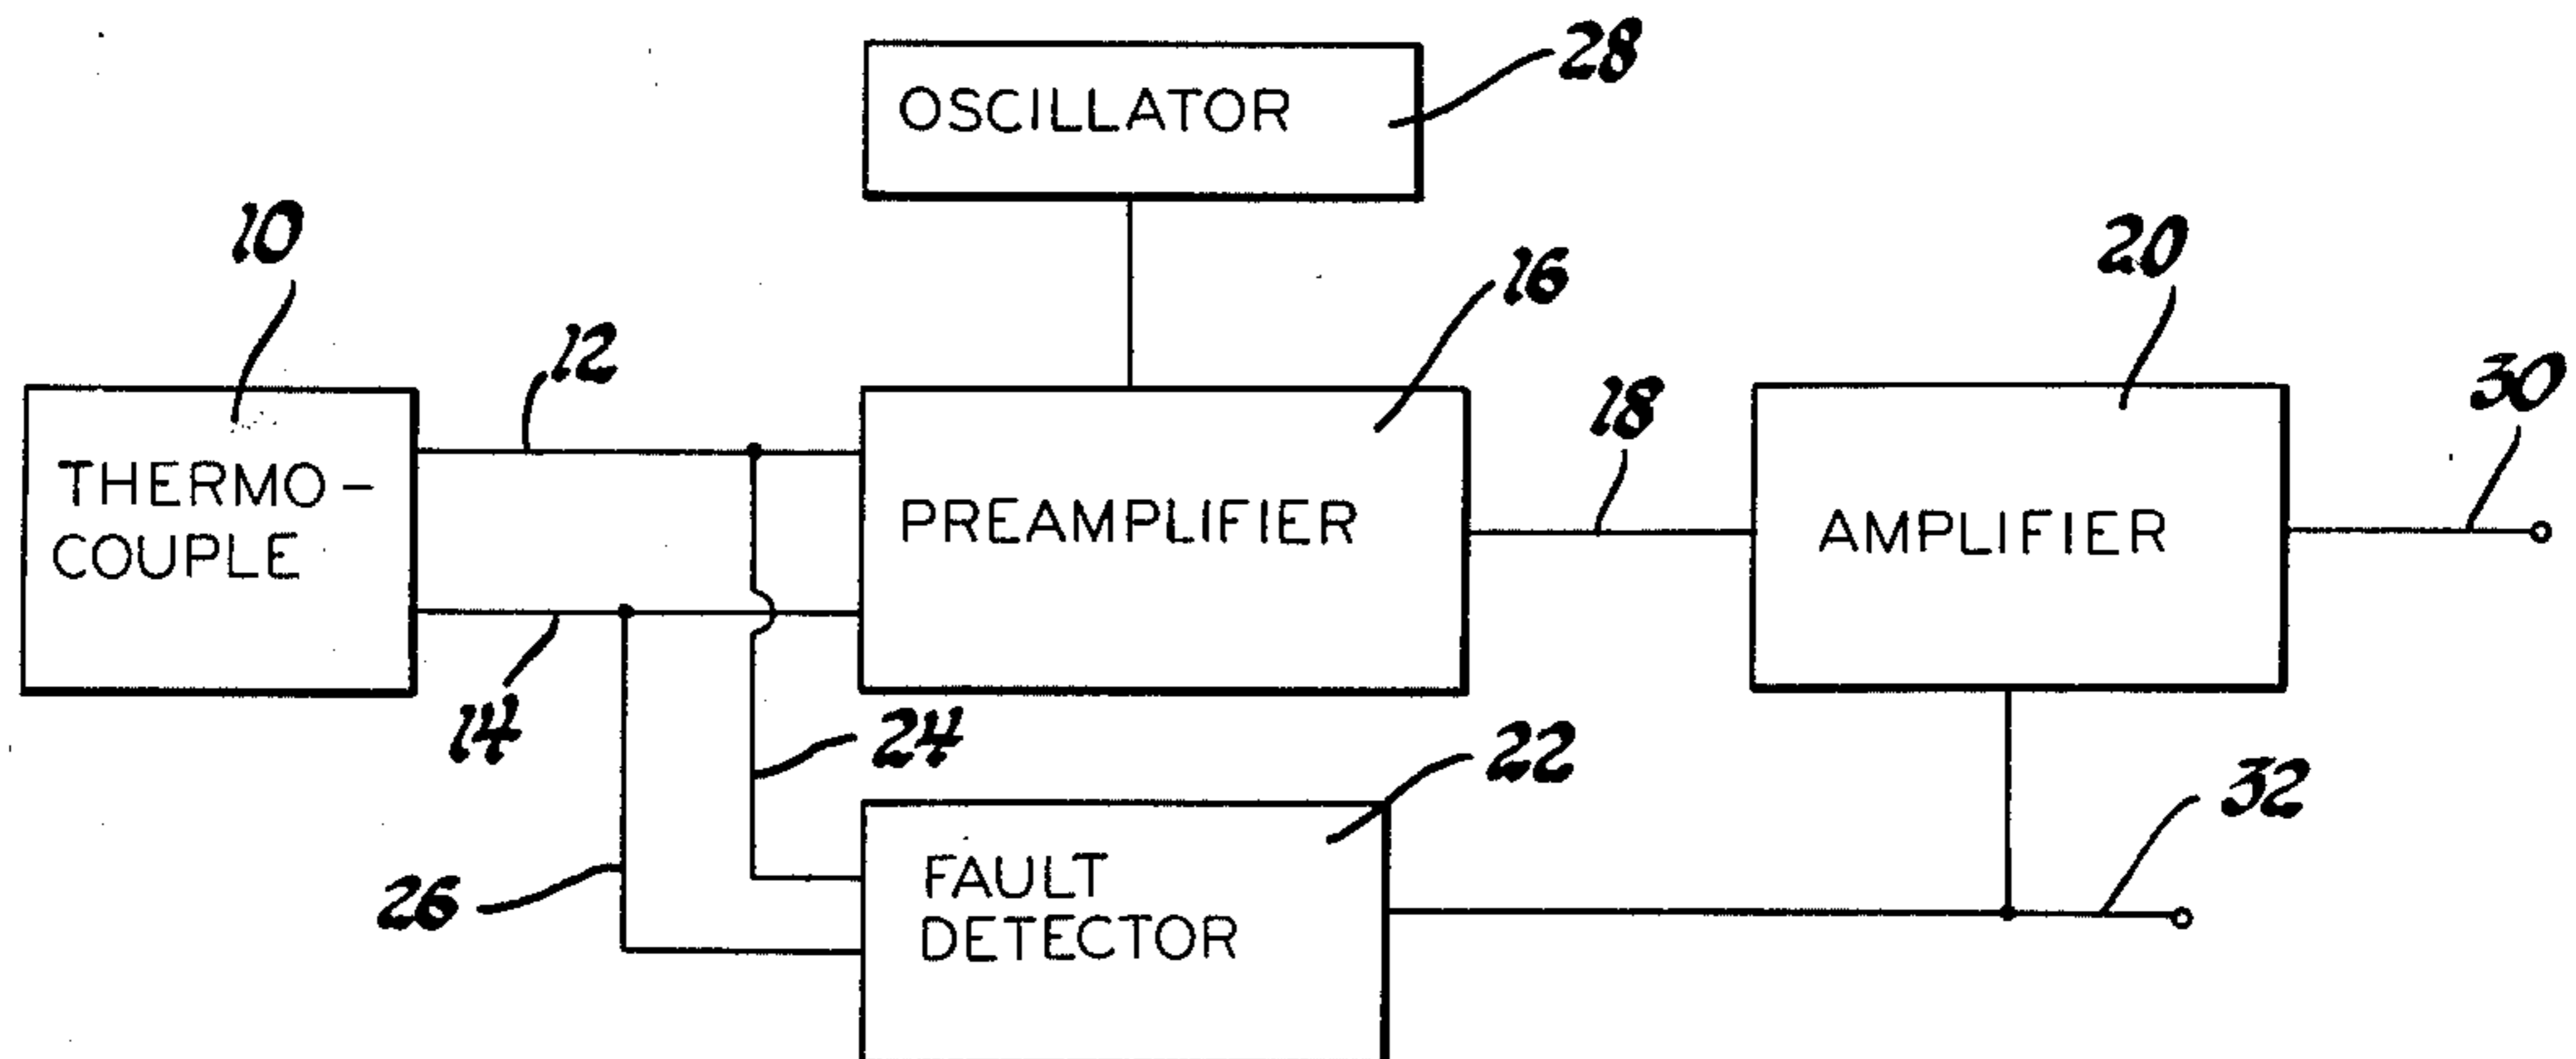 28
OSCILLATOR
10
16
20
12
18
30
THERMO-
COUPLE
PREAMPLIFIER
AMPLIFIER
14
24
22
32
26
FAULT
DETECTOR